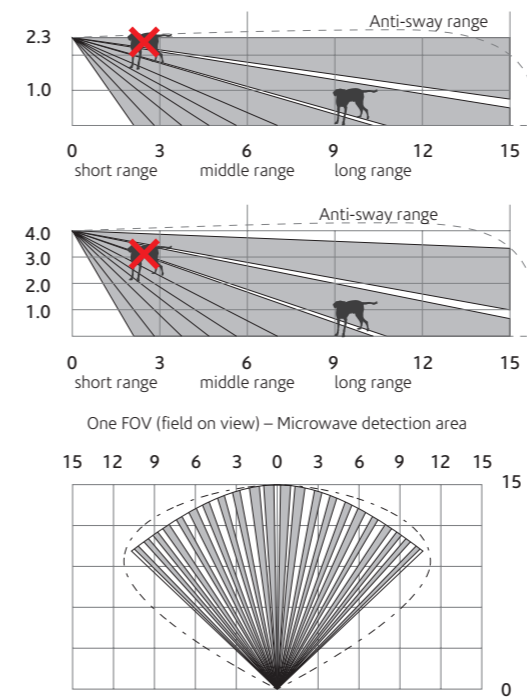 Anti-sway range
2.3
1.0
0 3 6 9 12 15
short range middle range long range
Anti-sway range
4.0
3.0
2.0
1.0
0 3 6 9 12 15
short range middle range long range
One FOV (field on view) – Microwave detection area
15 12 9 6 3 0 3 6 9 12 15
15
0